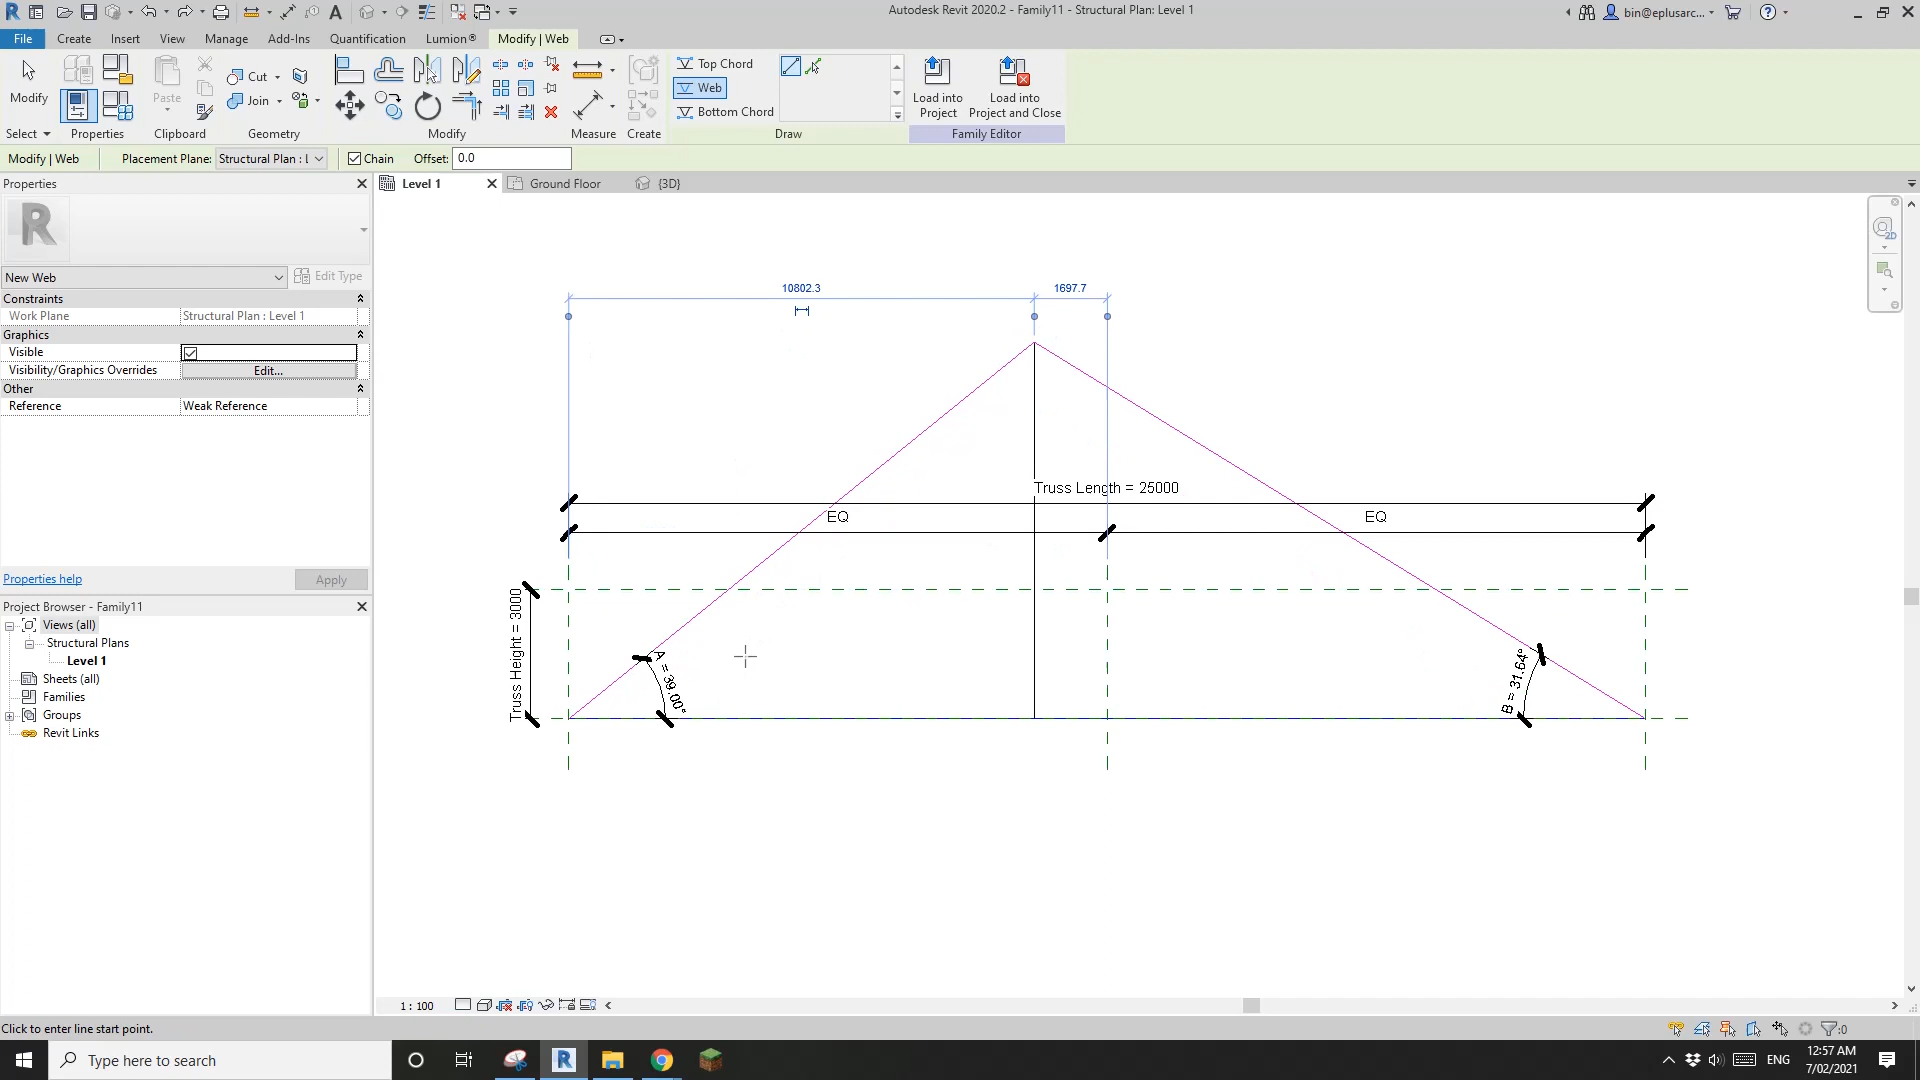 Autodesk Revit 2020.2 - Family11 - Structural Plan: Level 1
bin@eplusarc...
File Create Insert View Manage Add-Ins Quantification Lumion® Modify | Web
Modify
Paste
Cut
Join
Top Chord
Web
Bottom Chord
Load into
Project
Load into
Project and Close
Select Properties Clipboard Geometry Modify Measure Create Draw Family Editor
Modify | Web Placement Plane: Structural Plan : L Chain Offset: 0.0
Properties
Level 1 Ground Floor {3D}
R
New Web Edit Type
Constraints
Work Plane Structural Plan : Level 1
Graphics
Visible
Visibility/Graphics Overrides Edit...
Other
Reference Weak Reference
Properties help Apply
Project Browser - Family11
Views (all)
Structural Plans
Level 1
Sheets (all)
Families
Groups
Revit Links
2D
10802.3 1697.7
Truss Length = 25000
EQ EQ
Truss Height = 3000
A = 39.00°
B = 31.64°
1 : 100
Click to enter line start point.
:0
Type here to search
ENG
12:57 AM
7/02/2021